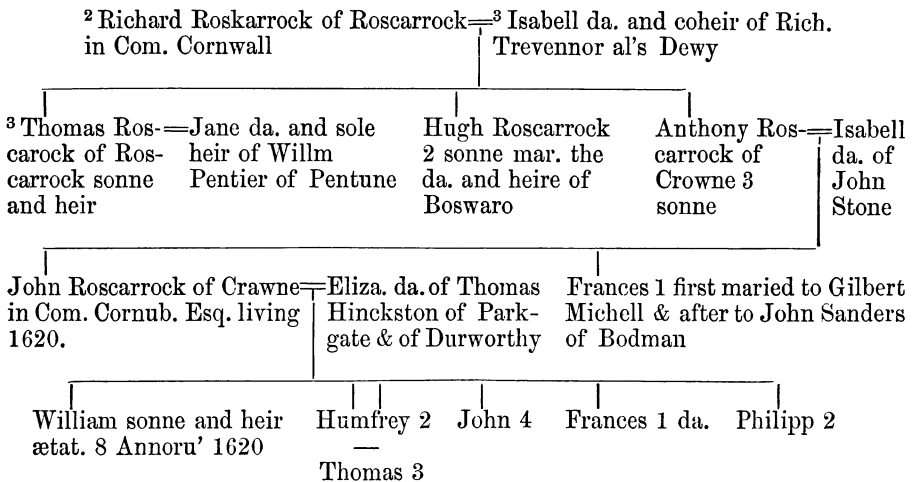 ² Richard Roskarrock of Roscarrock=³ Isabell da. and coheir of Rich.
in Com. Cornwall
Trevennor al's Dewy
³ Thomas Ros-=Jane da. and sole
carock of Ros-
heir of Willm
carrock sonne
Pentier of Pentune
and heir
Hugh Roscarrock
2 sonne mar. the
da. and heire of
Boswaro
Anthony Ros-=Isabell
carrock of
da. of
Crowne 3
John
sonne
Stone
John Roscarrock of Crawne=Eliza. da. of Thomas
in Com. Cornub. Esq. living
Hinckston of Park-
1620.
gate & of Durworthy
Frances 1 first maried to Gilbert
Michell & after to John Sanders
of Bodman
William sonne and heir
ætat. 8 Annoru' 1620
Humfrey 2
—
Thomas 3
John 4
Frances 1 da.
Philipp 2